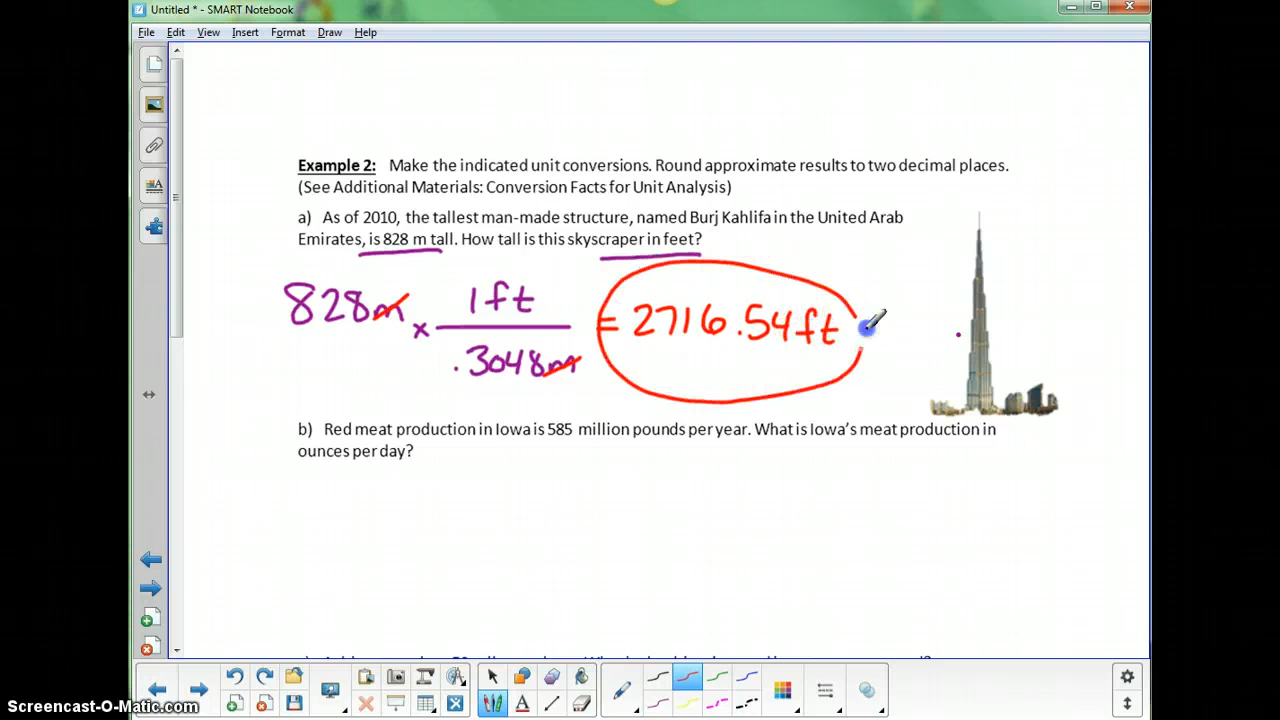 Untitled * - SMART Notebook
File Edit View Insert Format Draw Help
Example 2: Make the indicated unit conversions. Round approximate results to two decimal places.
(See Additional Materials: Conversion Facts for Unit Analysis)
a) As of 2010, the tallest man-made structure, named Burj Kahlifa in the United Arab
Emirates, is 828 m tall. How tall is this skyscraper in feet?
828m x 1ft / .3048m = 2716.54ft
b) Red meat production in Iowa is 585 million pounds per year. What is Iowa's meat production in
ounces per day?
Screencast-O-Matic.com